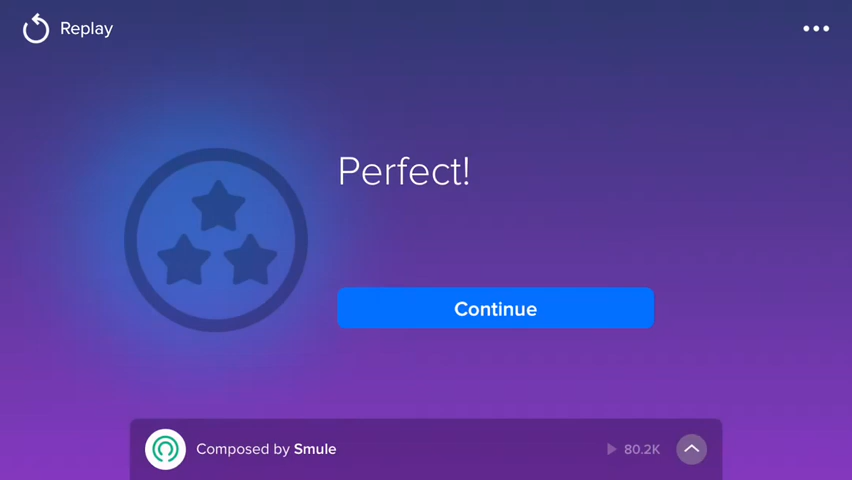 Replay
Perfect!
Continue
Composed by Smule
80.2K